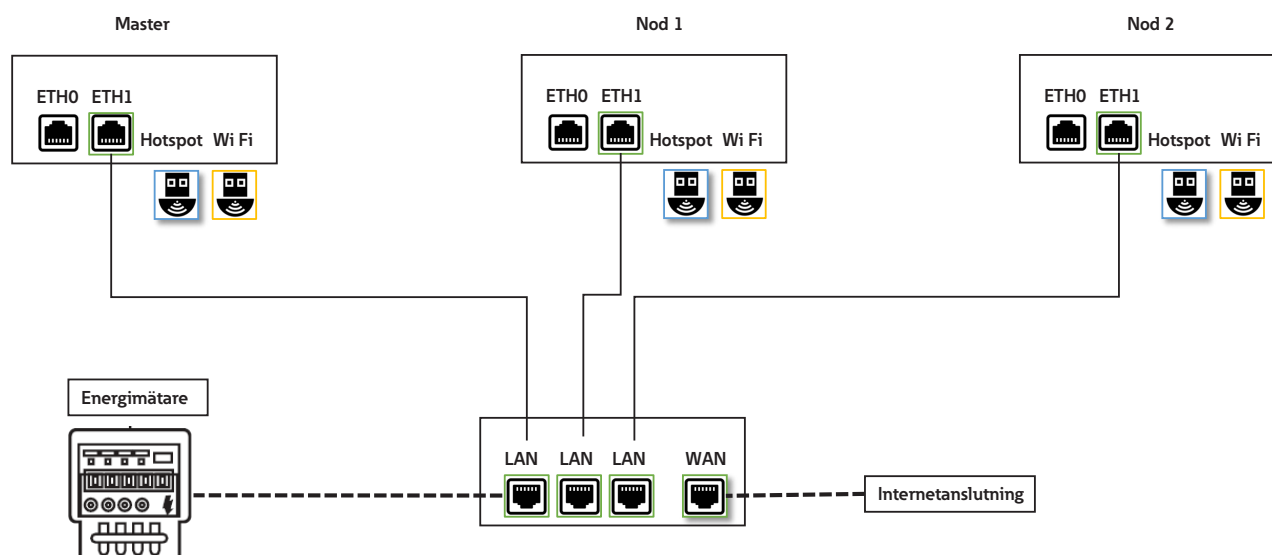 Master
Nod 1
Nod 2
ETH0 ETH1
Hotspot Wi Fi
ETH0 ETH1
Hotspot Wi Fi
ETH0 ETH1
Hotspot Wi Fi
Energimätare
LAN LAN LAN WAN
Internetanslutning